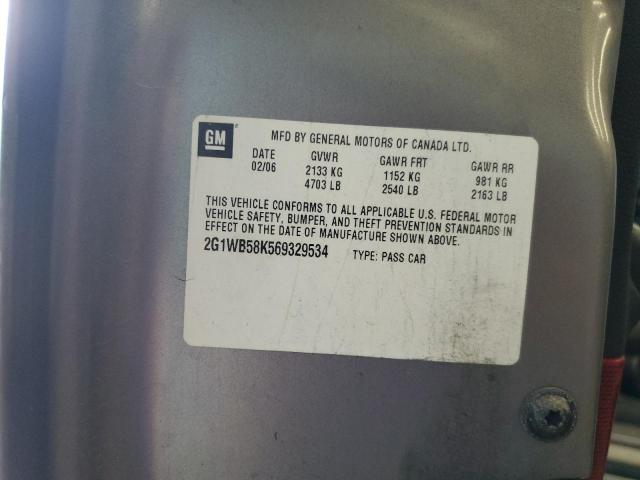 GM
MFD BY GENERAL MOTORS OF CANADA LTD.
DATE GVWR GAWR FRT GAWR RR
02/06 2133 KG 1152 KG 981 KG
4703 LB 2540 LB 2163 LB
THIS VEHICLE CONFORMS TO ALL APPLICABLE U.S. FEDERAL MOTOR
VEHICLE SAFETY, BUMPER, AND THEFT PREVENTION STANDARDS IN
EFFECT ON THE DATE OF MANUFACTURE SHOWN ABOVE.
2G1WB58K569329534 TYPE: PASS CAR